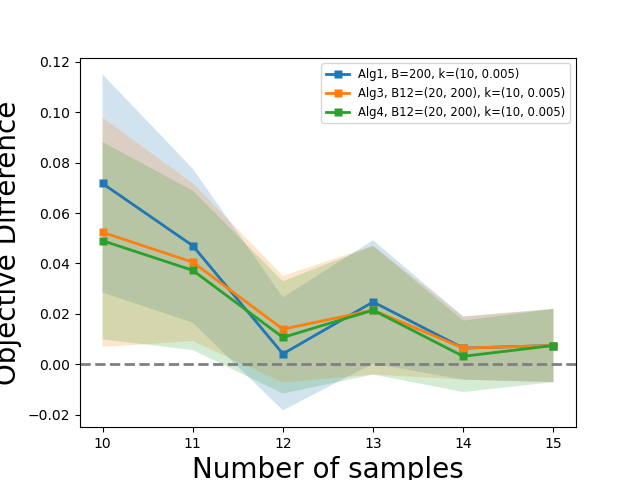 Alg1, B=200, k=(10, 0.005)
Alg3, B12=(20, 200), k=(10, 0.005)
Alg4, B12=(20, 200), k=(10, 0.005)
Objective Difference
0.12
0.10
0.08
0.06
0.04
0.02
0.00
−0.02
10 11 12 13 14 15
Number of samples